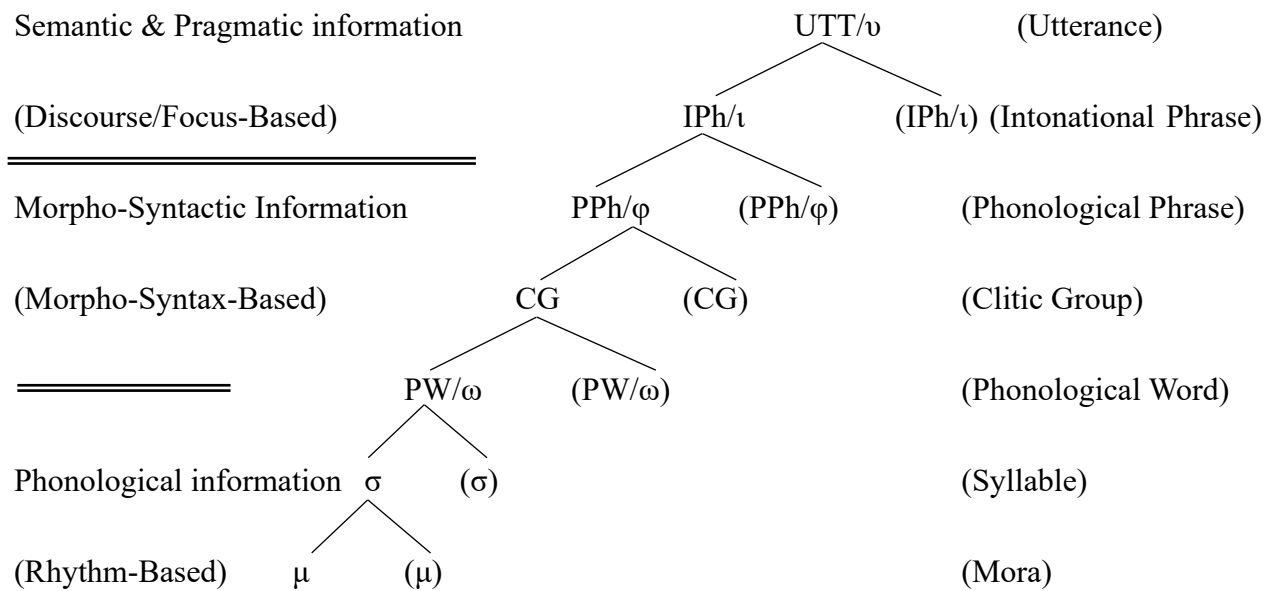 Semantic & Pragmatic information UTT/υ (Utterance)
(Discourse/Focus-Based) IPh/ι (IPh/ι) (Intonational Phrase)
Morpho-Syntactic Information PPh/φ (PPh/φ) (Phonological Phrase)
(Morpho-Syntax-Based) CG (CG) (Clitic Group)
PW/ω (PW/ω) (Phonological Word)
Phonological information σ (σ) (Syllable)
(Rhythm-Based) μ (μ) (Mora)